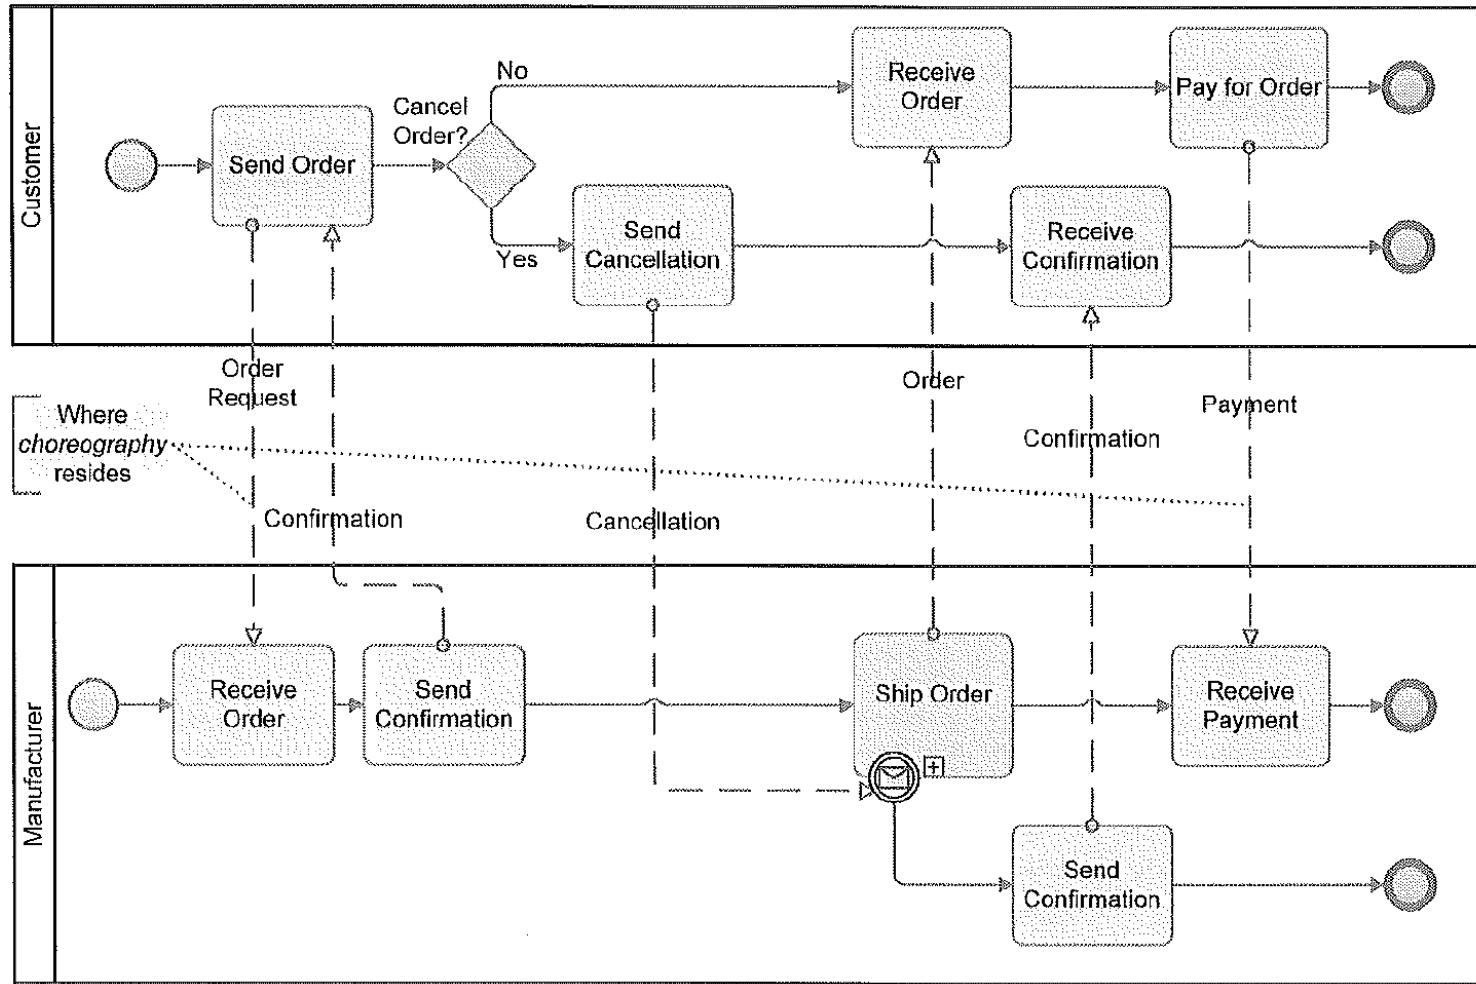 Customer
Send Order
Cancel
Order?
No
Yes
Send
Cancellation
Receive
Order
Receive
Confirmation
Pay for Order
Order
Request
Where
choreography
resides
Confirmation
Cancellation
Order
Confirmation
Payment
Manufacturer
Receive
Order
Send
Confirmation
Ship Order
Receive
Payment
Send
Confirmation